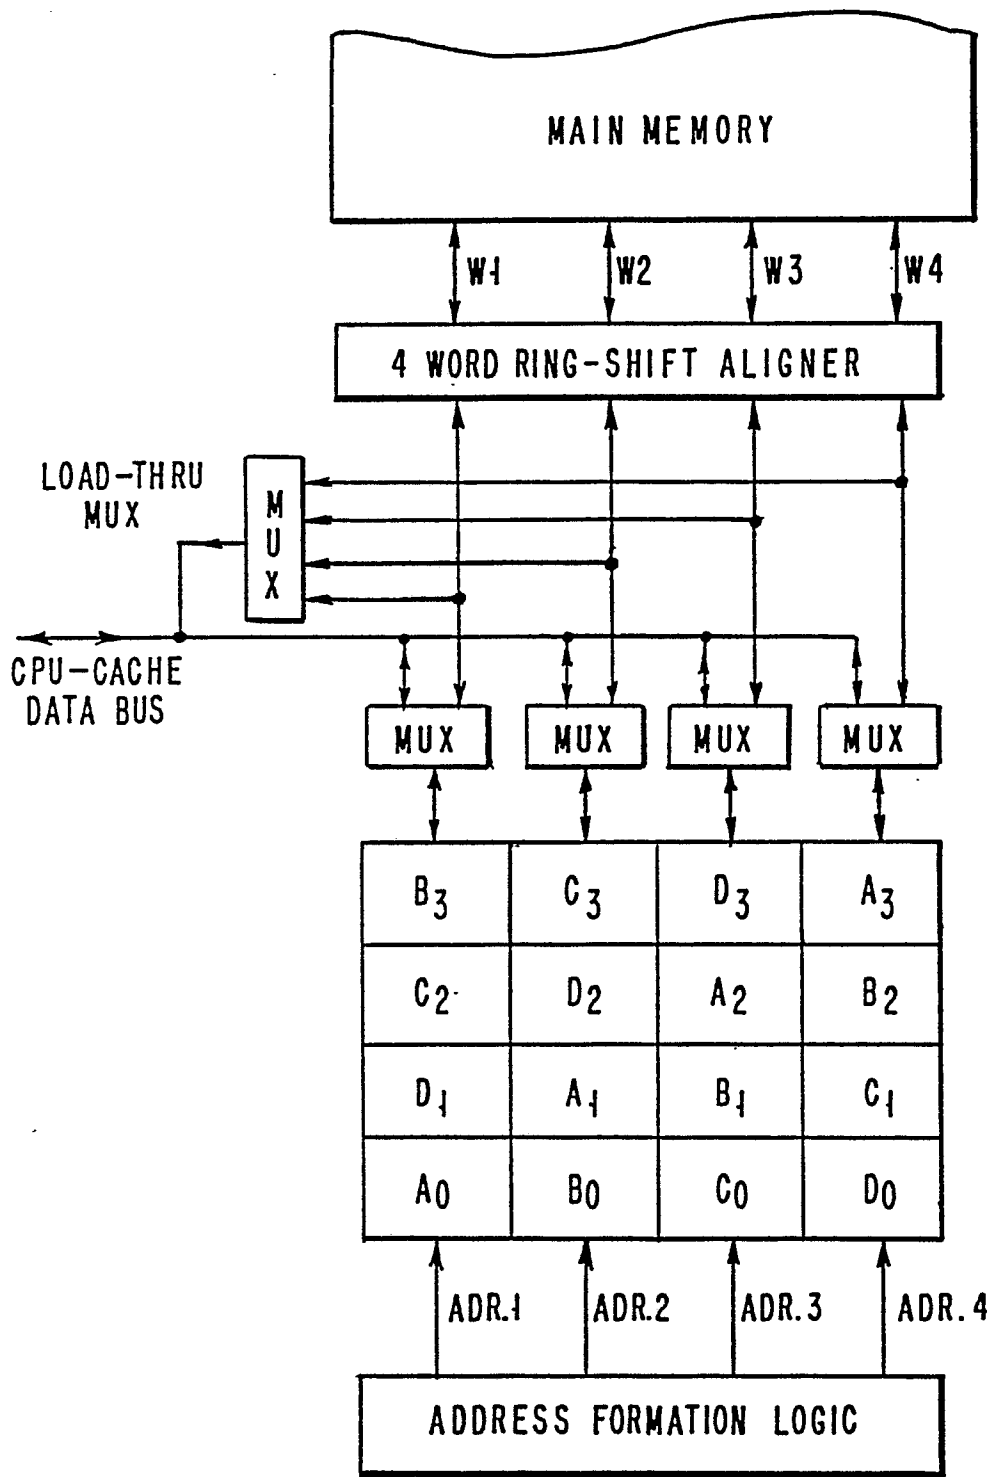 MAIN MEMORY
W1 W2 W3 W4
4 WORD RING-SHIFT ALIGNER
LOAD-THRU
MUX
MUX
CPU-CACHE
DATA BUS
MUX MUX MUX MUX
B3 C3 D3 A3
C2 D2 A2 B2
D1 A1 B1 C1
A0 B0 C0 D0
ADR.1 ADR.2 ADR.3 ADR.4
ADDRESS FORMATION LOGIC